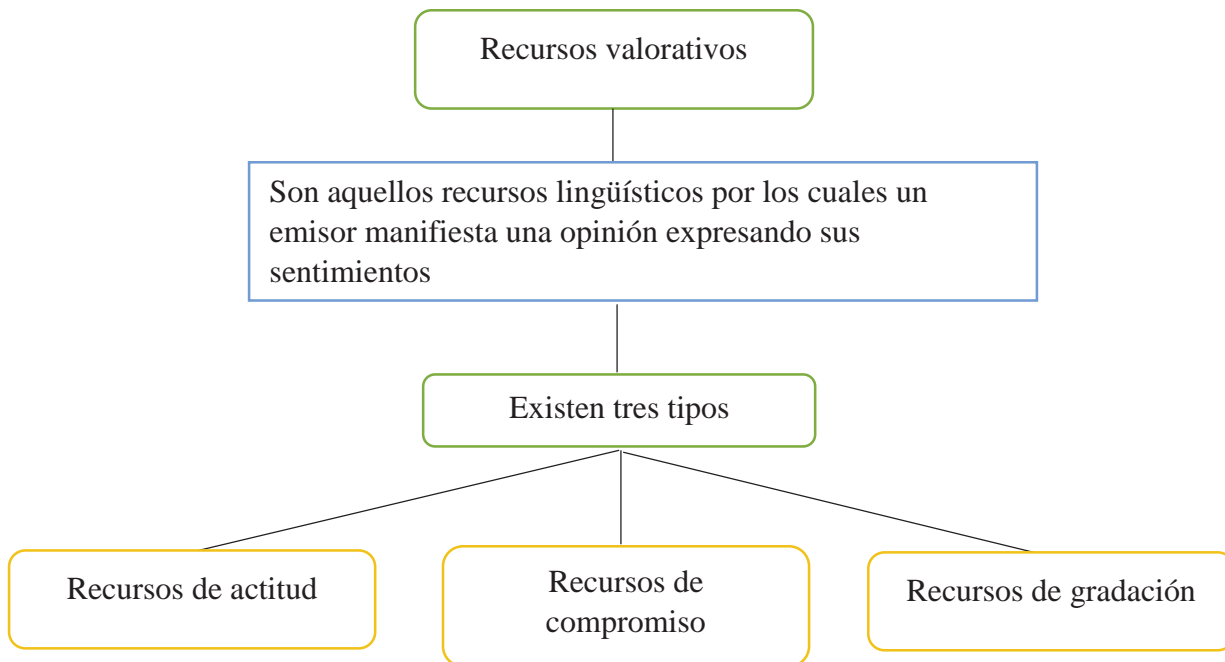 Recursos valorativos
Son aquellos recursos lingüísticos por los cuales un
emisor manifiesta una opinión expresando sus
sentimientos
Existen tres tipos
Recursos de actitud
Recursos de
compromiso
Recursos de gradación